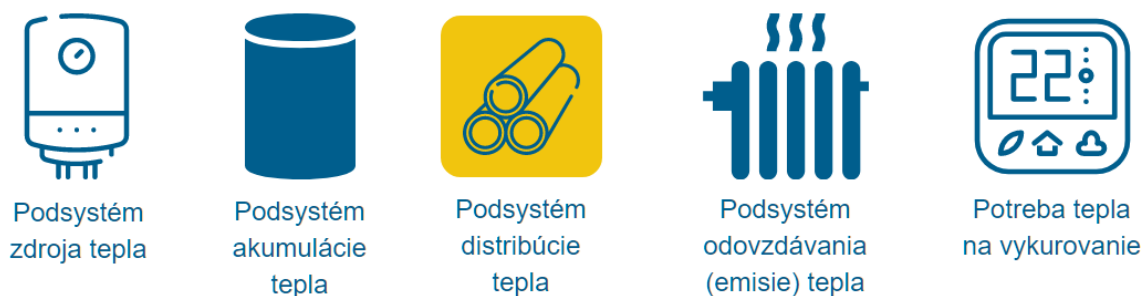 22
Podsystém
zdroja tepla
Podsystém
akumulácie
tepla
Podsystém
distribúcie
tepla
Podsystém
odovzdávania
(emisie) tepla
Potreba tepla
na vykurovanie